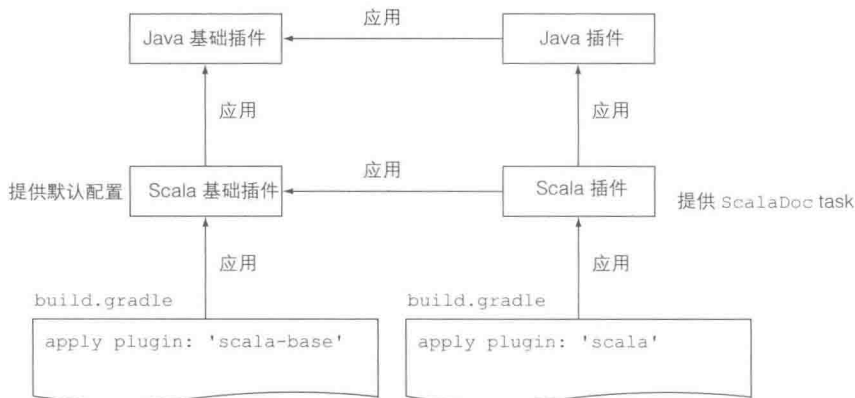 应用
Java 基础插件
Java 插件
应用
应用
应用
提供默认配置
Scala 基础插件
Scala 插件
提供 ScalaDoc task
应用
应用
build.gradle
build.gradle
apply plugin: 'scala-base'
apply plugin: 'scala'